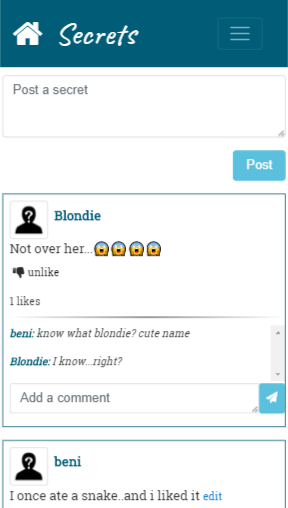 Secrets
Post a secret
Post
Blondie
Not over her...😱😱😱😱
unlike
1 likes
beni: know what blondie? cute name
Blondie: I know...right?
Add a comment
beni
I once ate a snake..and i liked it edit